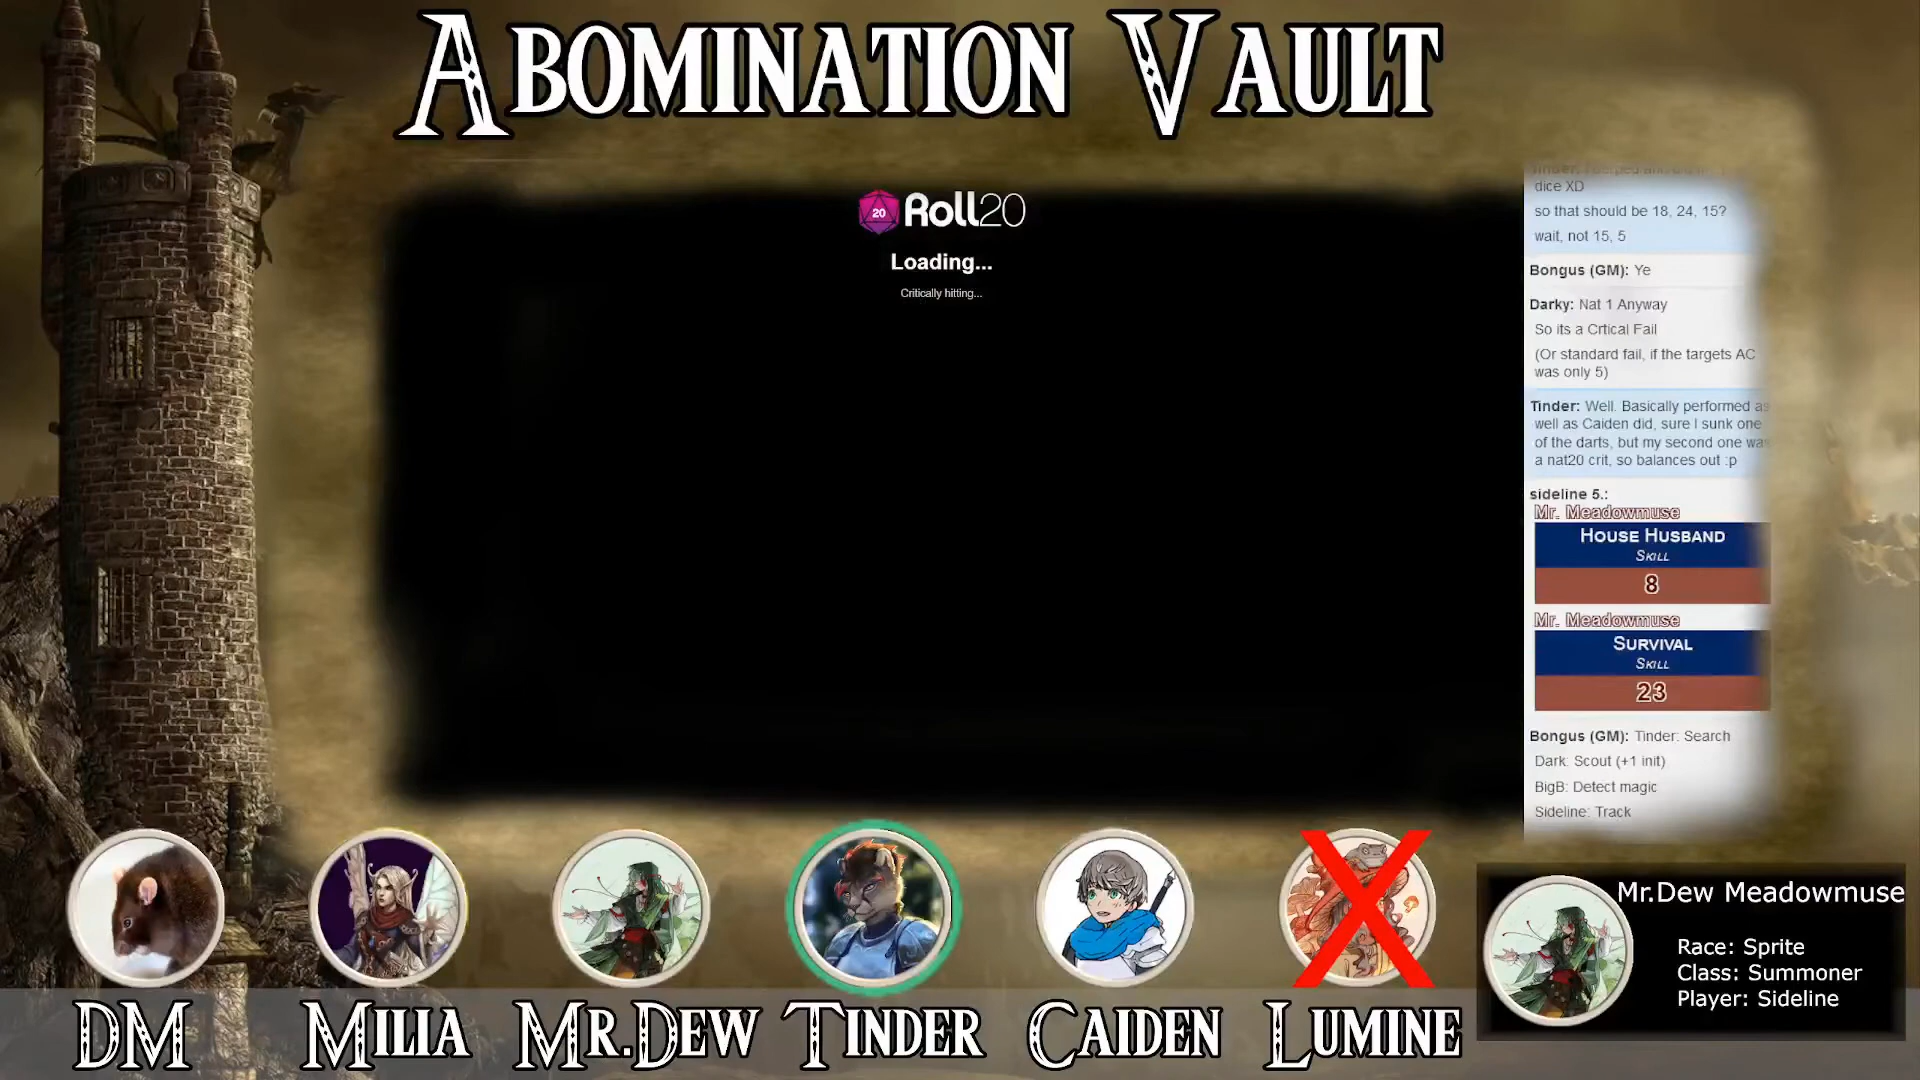 ABOMINATION VAULT
20 Roll20
Loading...
Critically hitting...
dice XD
so that should be 18, 24, 15?
wait, not 15, 5
Bongus (GM): Ye
Darky: Nat 1 Anyway
So its a Crtical Fail
(Or standard fail, if the targets AC
was only 5)
Tinder: Well. Basically performed as
well as Caiden did, sure I sunk one
of the darts, but my second one was
a nat20 crit, so balances out :p
sideline 5.:
Mr. Meadowmuse
HOUSE HUSBAND
SKILL
8
Mr. Meadowmuse
SURVIVAL
SKILL
23
Bongus (GM): Tinder: Search
Dark: Scout (+1 init)
BigB: Detect magic
Sideline: Track
Mr.Dew Meadowmuse
Race: Sprite
Class: Summoner
Player: Sideline
DM MILIA MR.DEW TINDER CAIDEN LUMINE